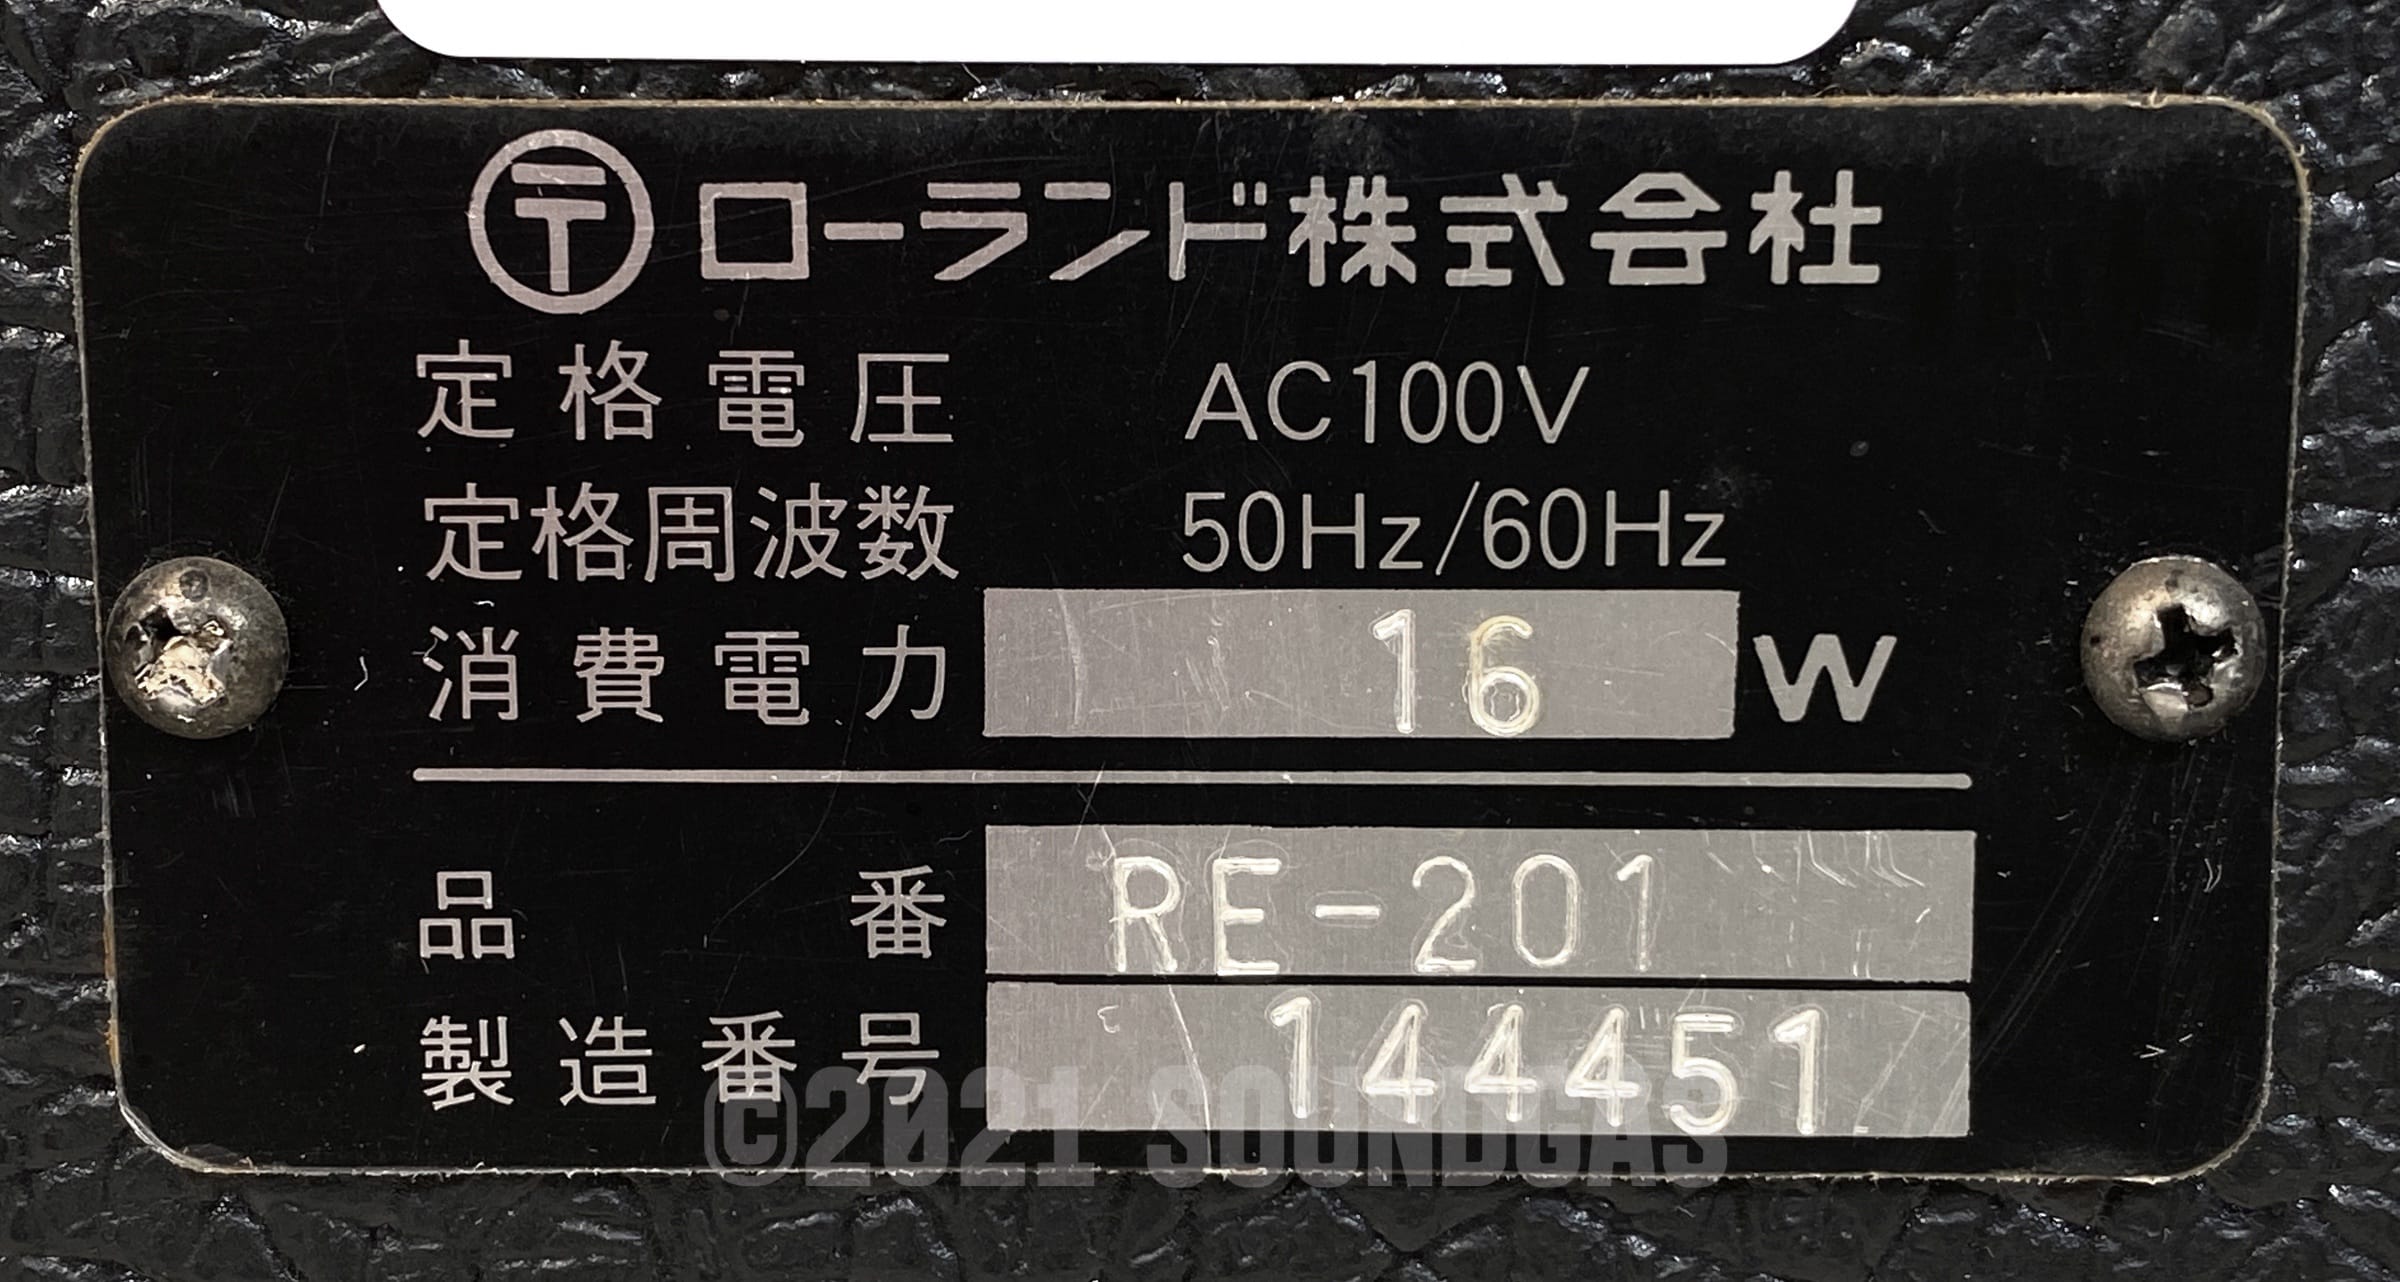 〒 ローランド株式会社
定格電圧 AC100V
定格周波数 50Hz/60Hz
消費電力 16 W
品番 RE-201
製造番号 144451
©2021 SOUNDGAS